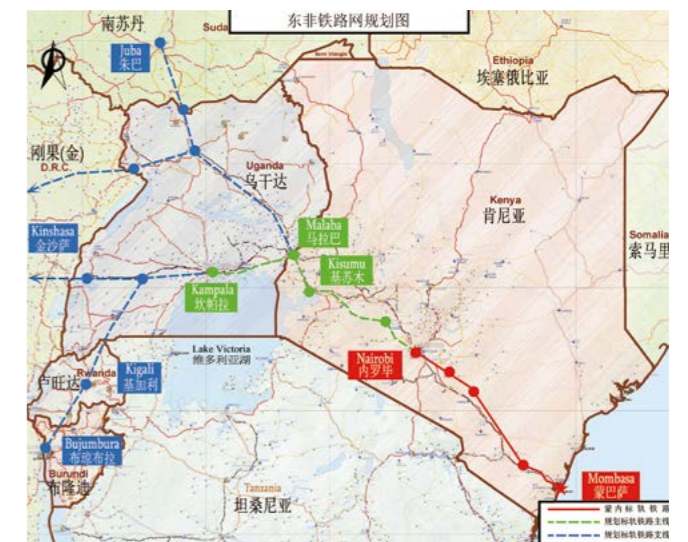 东非铁路网规划图
南苏丹
Suda
Juba
朱巴
Ethiopia
埃塞俄比亚
刚果(金)
D.R.C.
Uganda
乌干达
Kenya
肯尼亚
Kinshasa
金沙萨
Malaba
马拉巴
Somalia
索马里
Kisumu
基苏木
Kampala
坎帕拉
Lake Victoria
维多利亚湖
Nairobi
内罗毕
Rwanda
卢旺达
Kigali
基加利
Bujumbura
布琼布拉
Burundi
布隆迪
Tanzania
坦桑尼亚
Mombasa
蒙巴萨
蒙内标轨铁路
规划标轨铁路主线
规划标轨铁路支线